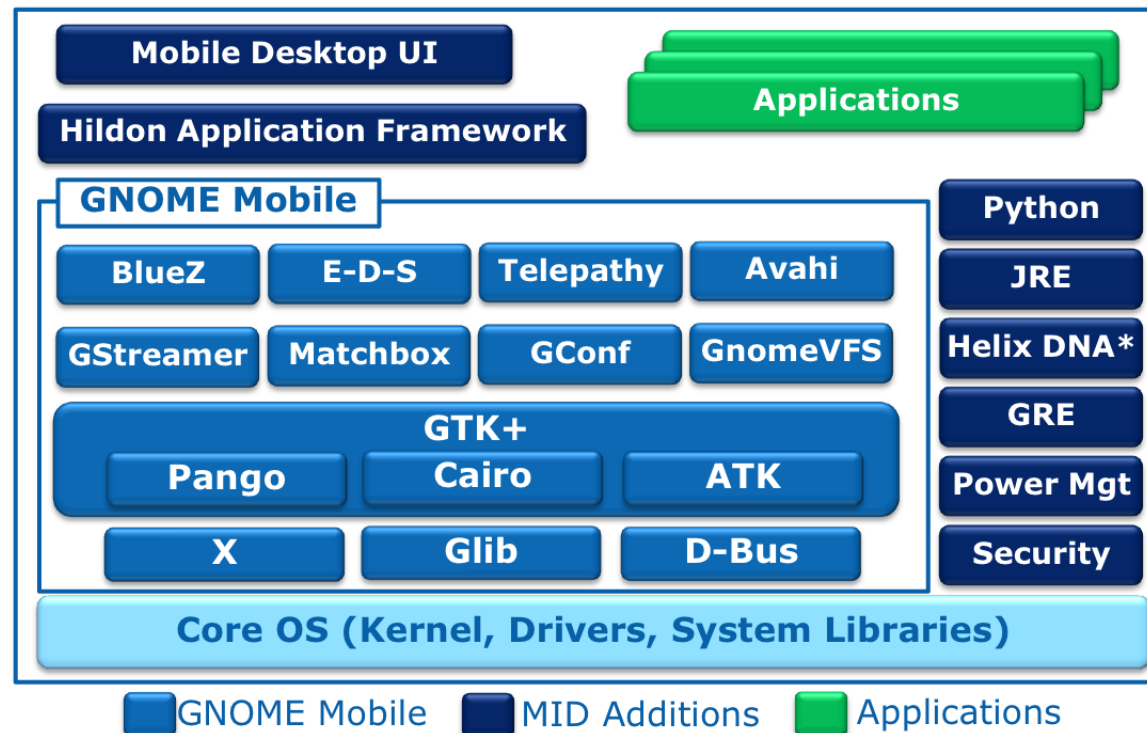 Mobile Desktop UI
Applications
Hildon Application Framework
GNOME Mobile
BlueZ
E-D-S
Telepathy
Avahi
GStreamer
Matchbox
GConf
GnomeVFS
GTK+
Pango
Cairo
ATK
X
Glib
D-Bus
Python
JRE
Helix DNA*
GRE
Power Mgt
Security
Core OS (Kernel, Drivers, System Libraries)
GNOME Mobile
MID Additions
Applications